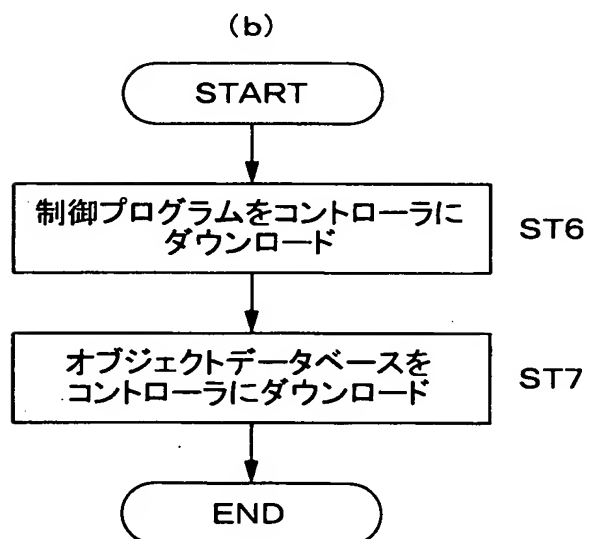 (b)
START
制御プログラムをコントローラに
ダウンロード
ST6
オブジェクトデータベースを
コントローラにダウンロード
ST7
END